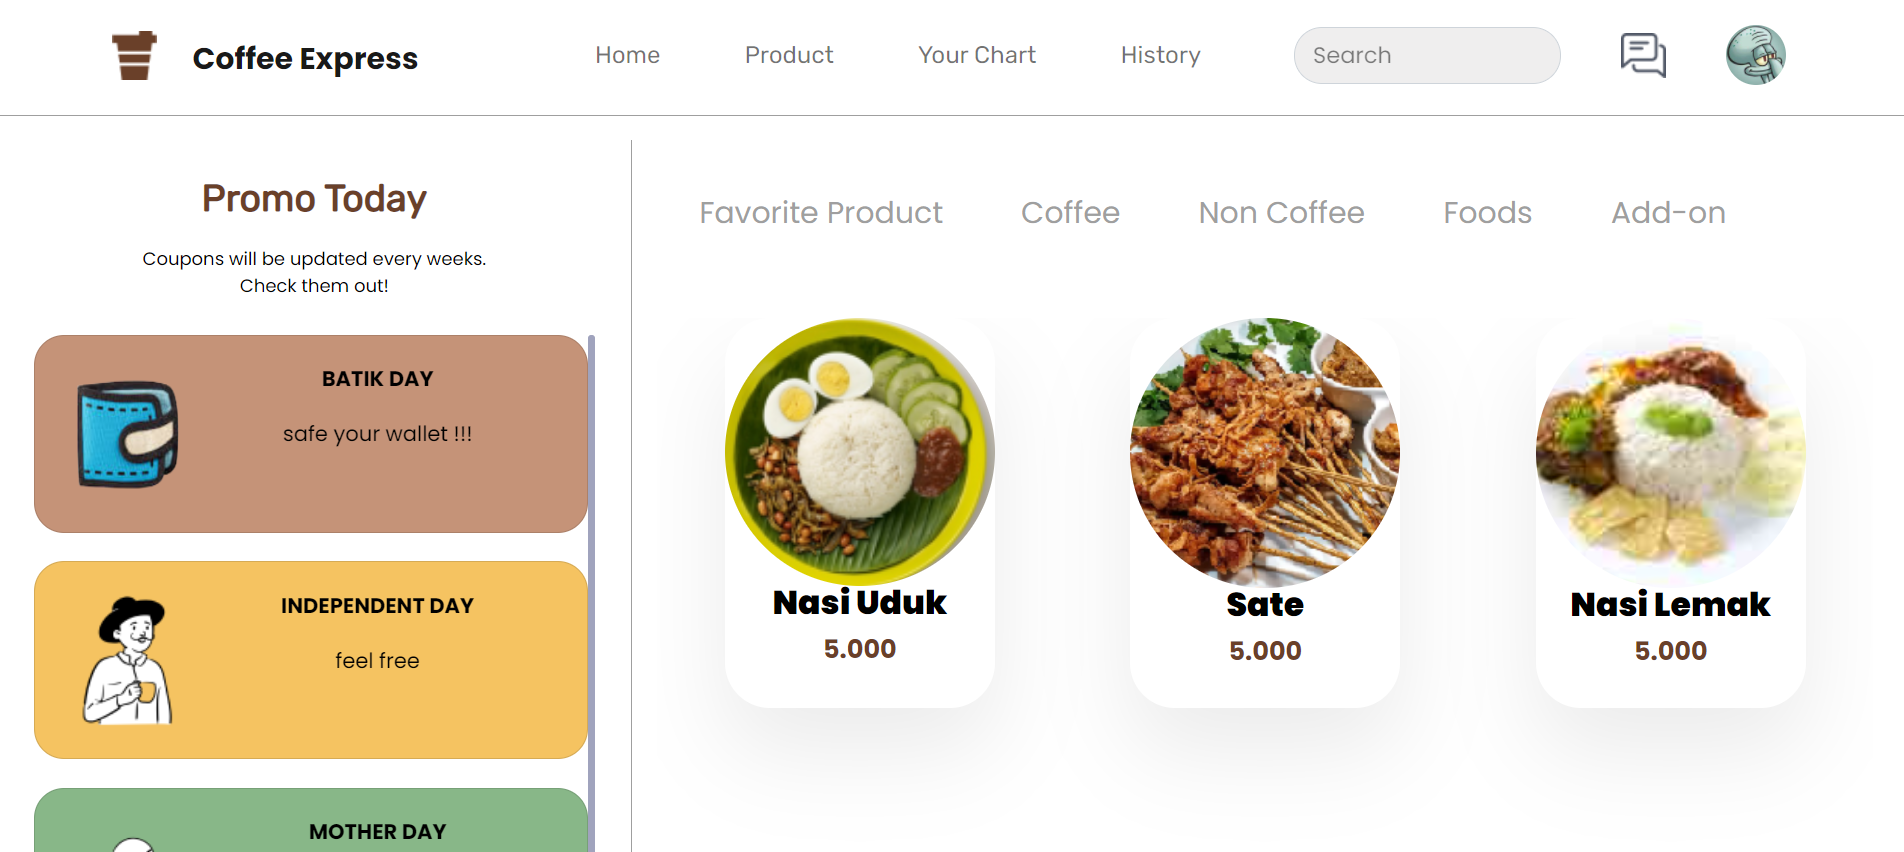 Coffee Express
Home
Product
Your Chart
History
Search
Promo Today
Coupons will be updated every weeks.
Check them out!
BATIK DAY
safe your wallet !!!
INDEPENDENT DAY
feel free
MOTHER DAY
Favorite Product
Coffee
Non Coffee
Foods
Add-on
Nasi Uduk
5.000
Sate
5.000
Nasi Lemak
5.000